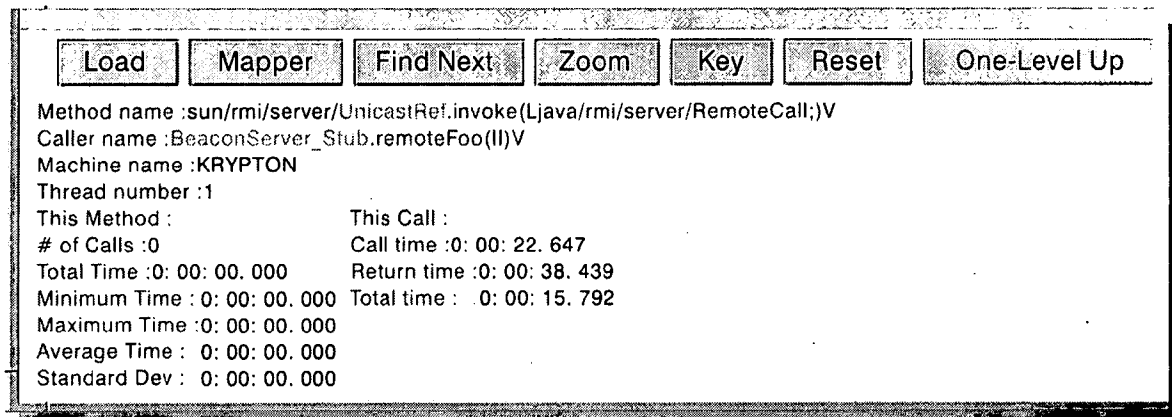 Load Mapper Find Next Zoom Key Reset One-Level Up
Method name :sun/rmi/server/UnicastRef.invoke(Ljava/rmi/server/RemoteCall;)V
Caller name :BeaconServer_Stub.remoteFoo(II)V
Machine name :KRYPTON
Thread number :1
This Method : This Call :
# of Calls :0 Call time :0: 00: 22. 647
Total Time :0: 00: 00. 000 Return time :0: 00: 38. 439
Minimum Time : 0: 00: 00. 000 Total time : 0: 00: 15. 792
Maximum Time :0: 00: 00. 000
Average Time : 0: 00: 00. 000
Standard Dev : 0: 00: 00. 000